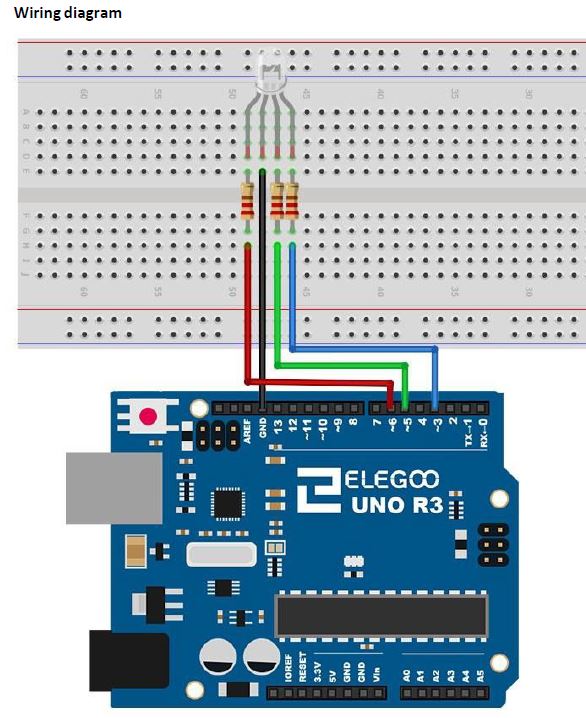 Wiring diagram
60 55 50 45 40 35 30
A
B
C
D
E
F
G
H
I
J
60 55 50 45 40 35 30
AREF
GND
13
12
~11
~10
~9
8
7
~6
~5
4
~3
2
TX→1
RX←0
ELEGOO
UNO R3
IOREF
RESET
3.3V
5V
GND
GND
Vin
A0
A1
A2
A3
A4
A5